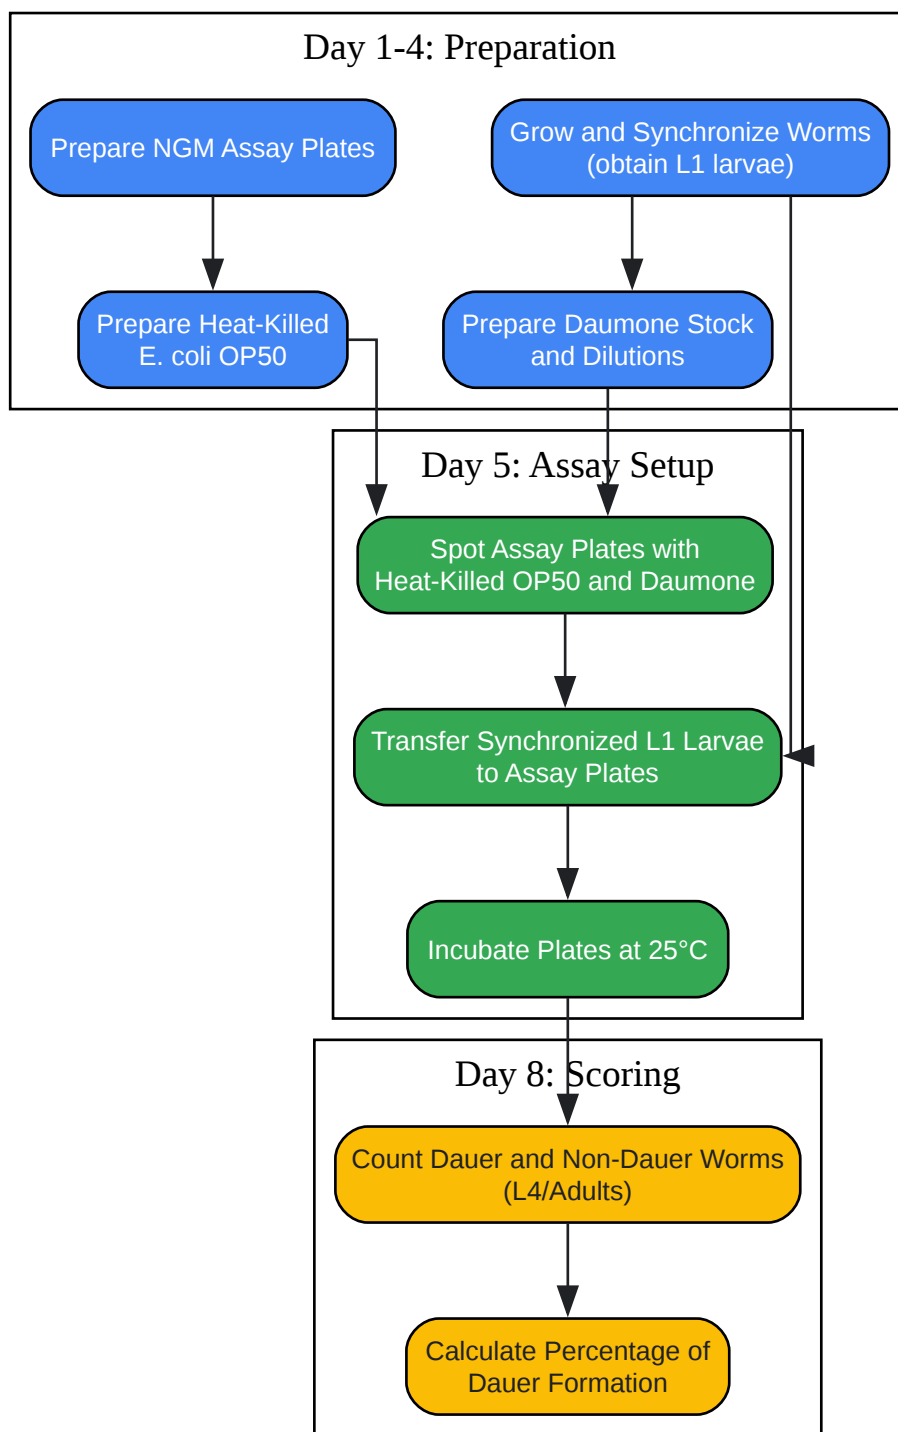 Day 1-4: Preparation
Prepare NGM Assay Plates
Grow and Synchronize Worms
(obtain L1 larvae)
Prepare Heat-Killed
E. coli OP50
Prepare Daumone Stock
and Dilutions
Day 5: Assay Setup
Spot Assay Plates with
Heat-Killed OP50 and Daumone
Transfer Synchronized L1 Larvae
to Assay Plates
Incubate Plates at 25°C
Day 8: Scoring
Count Dauer and Non-Dauer Worms
(L4/Adults)
Calculate Percentage of
Dauer Formation